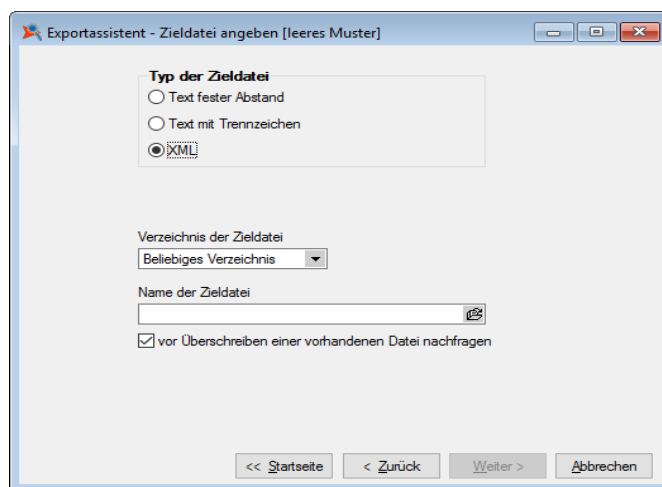 Exportassistent - Zieldatei angeben [leeres Muster]
Typ der Zieldatei
Text fester Abstand
Text mit Trennzeichen
XML
Verzeichnis der Zieldatei
Beliebiges Verzeichnis
Name der Zieldatei
vor Überschreiben einer vorhandenen Datei nachfragen
<< Startseite < Zurück Weiter > Abbrechen